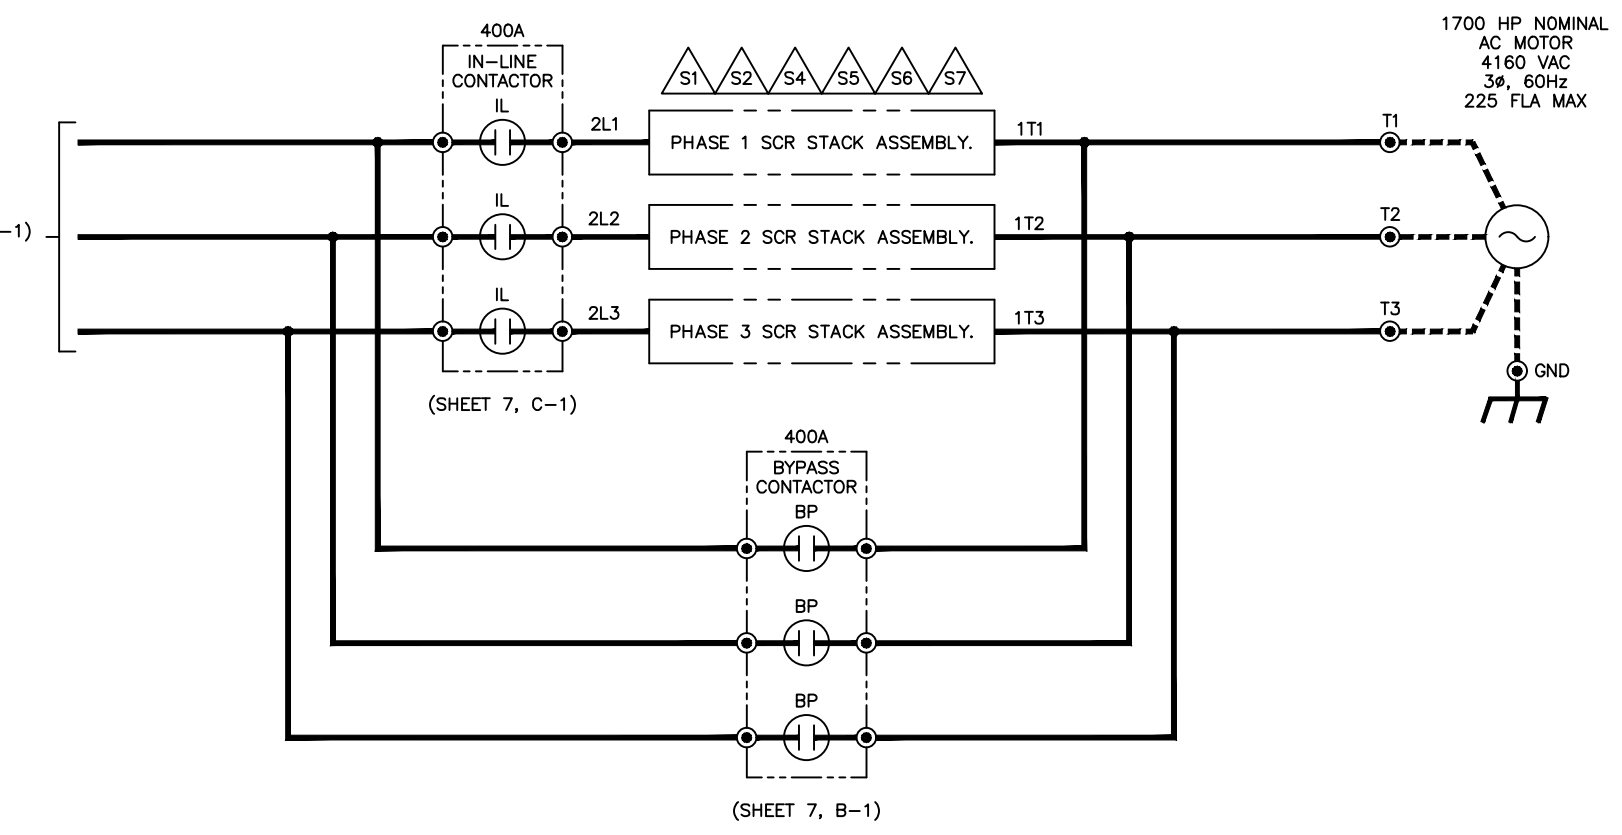 400A
IN-LINE
CONTACTOR
IL
IL
IL
(SHEET 7, C-1)
-1)
S1 S2 S4 S5 S6 S7
2L1
PHASE 1 SCR STACK ASSEMBLY.
1T1
2L2
PHASE 2 SCR STACK ASSEMBLY.
1T2
2L3
PHASE 3 SCR STACK ASSEMBLY.
1T3
1700 HP NOMINAL
AC MOTOR
4160 VAC
3ø, 60Hz
225 FLA MAX
T1
T2
T3
GND
400A
BYPASS
CONTACTOR
BP
BP
BP
(SHEET 7, B-1)